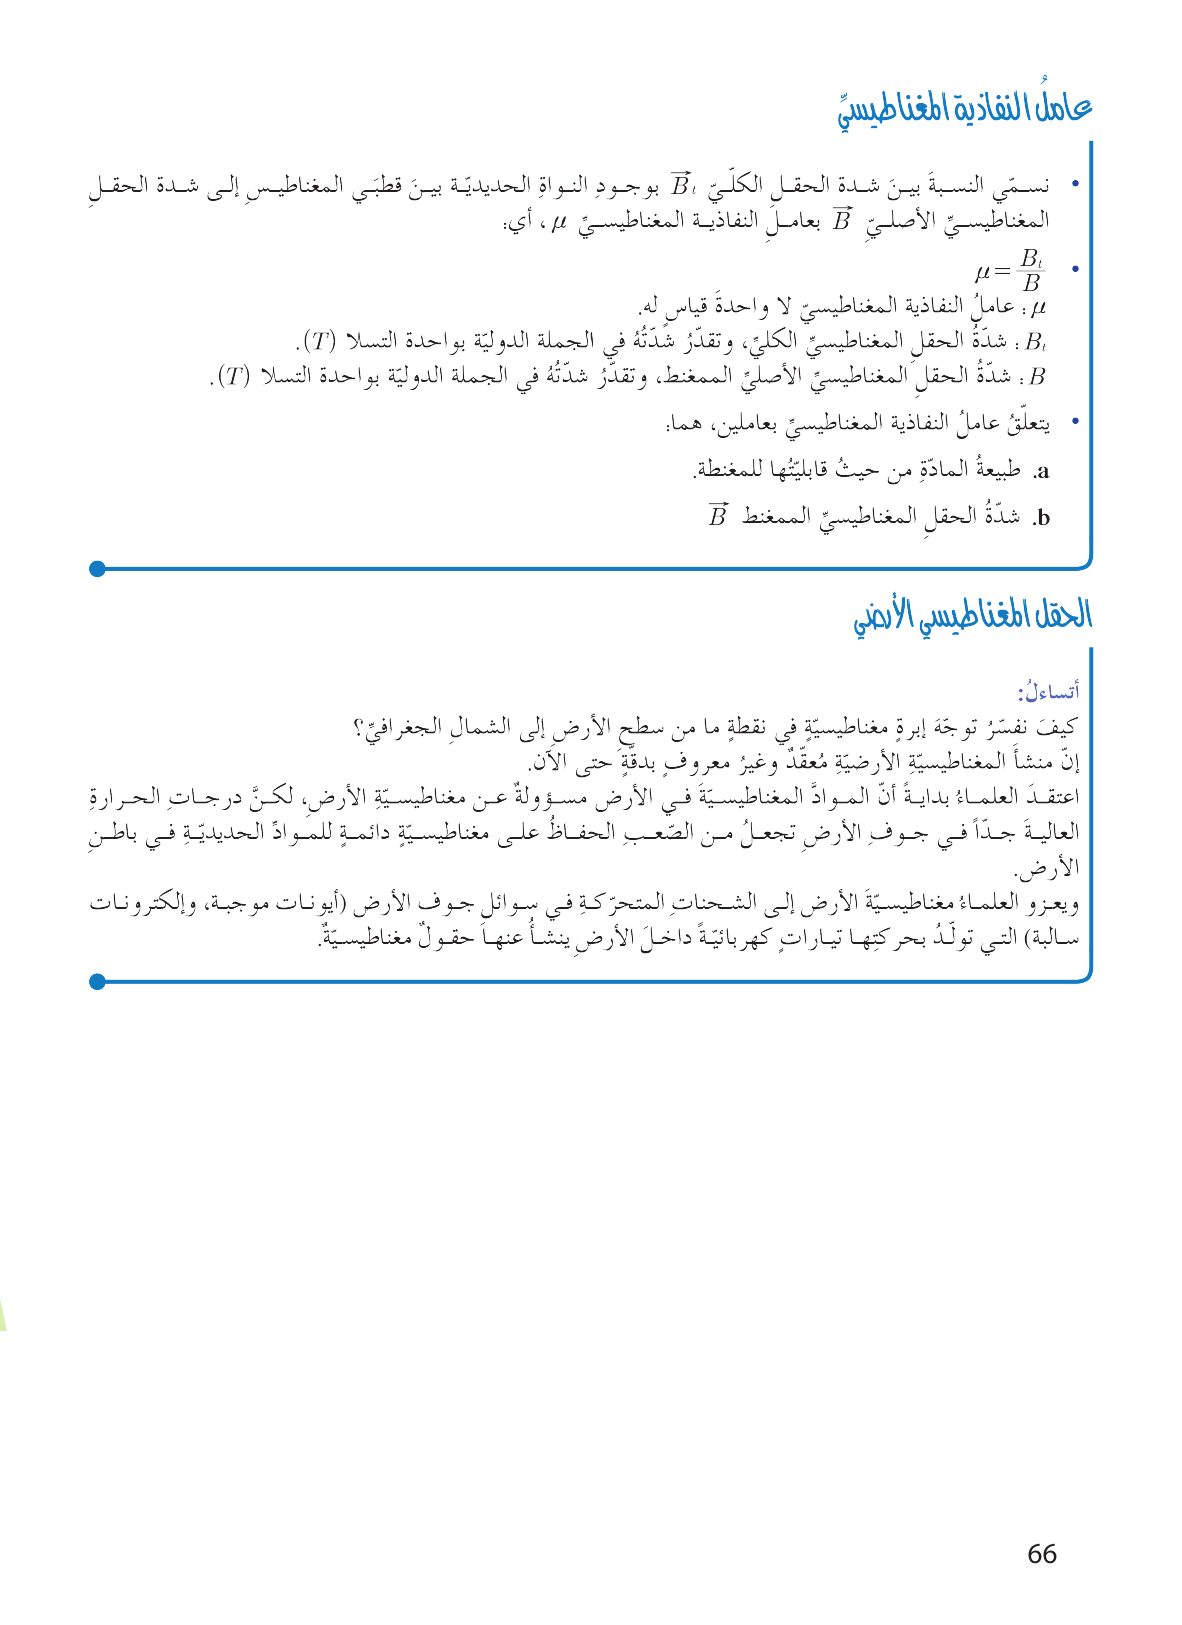 عاملُ النفاذية المغناطيسيِّ
• نسمّي النسبةَ بينَ شدة الحقل الكلّيّ $\vec{B}_t$ بوجودِ النواةِ الحديديّة بينَ قطبَي المغناطيسِ إلى شدة الحقلِ
المغناطيسيِّ الأصليِّ $\vec{B}$ بعاملِ النفاذية المغناطيسيِّ μ ، أي:
• $\mu = \frac{B_t}{B}$
μ : عاملُ النفاذية المغناطيسيّ لا واحدةَ قياسٍ له.
$B_t$ : شدّةُ الحقلِ المغناطيسيِّ الكليِّ، وتقدّرُ شدّتُهُ في الجملة الدوليّة بواحدة التسلا (T).
B : شدّةُ الحقلِ المغناطيسيِّ الأصليِّ الممغنط، وتقدّرُ شدّتُهُ في الجملة الدوليّة بواحدة التسلا (T).
• يتعلّقُ عاملُ النفاذية المغناطيسيِّ بعاملين، هما:
a. طبيعةُ المادّةِ من حيثُ قابليّتُها للمغنطة.
b. شدّةُ الحقلِ المغناطيسيِّ الممغنط $\vec{B}$
الحقل المغناطيسي الأرضي
أتساءلُ:
كيفَ نفسّرُ توجّهَ إبرةٍ مغناطيسيّةٍ في نقطةٍ ما من سطحِ الأرضِ إلى الشمالِ الجغرافيِّ؟
إنّ منشأَ المغناطيسيّةِ الأرضيّةِ مُعقّدٌ وغيرُ معروفٍ بدقّةٍ حتى الآن.
اعتقدَ العلماءُ بدايةً أنّ الموادَّ المغناطيسيّةَ في الأرض مسؤولةٌ عن مغناطيسيّةِ الأرضِ، لكنَّ درجاتِ الحرارةِ
العاليةَ جدّاً في جوفِ الأرضِ تجعلُ من الصّعبِ الحفاظُ على مغناطيسيّةٍ دائمةٍ للموادِّ الحديديّةِ في باطنِ
الأرض.
ويعزو العلماءُ مغناطيسيّةَ الأرض إلى الشحناتِ المتحرّكةِ في سوائلِ جوف الأرض (أيونات موجبة، وإلكترونات
سالبة) التي تولّدُ بحركتِها تياراتٍ كهربائيّةً داخلَ الأرضِ ينشأُ عنها حقولٌ مغناطيسيّةٌ.
66